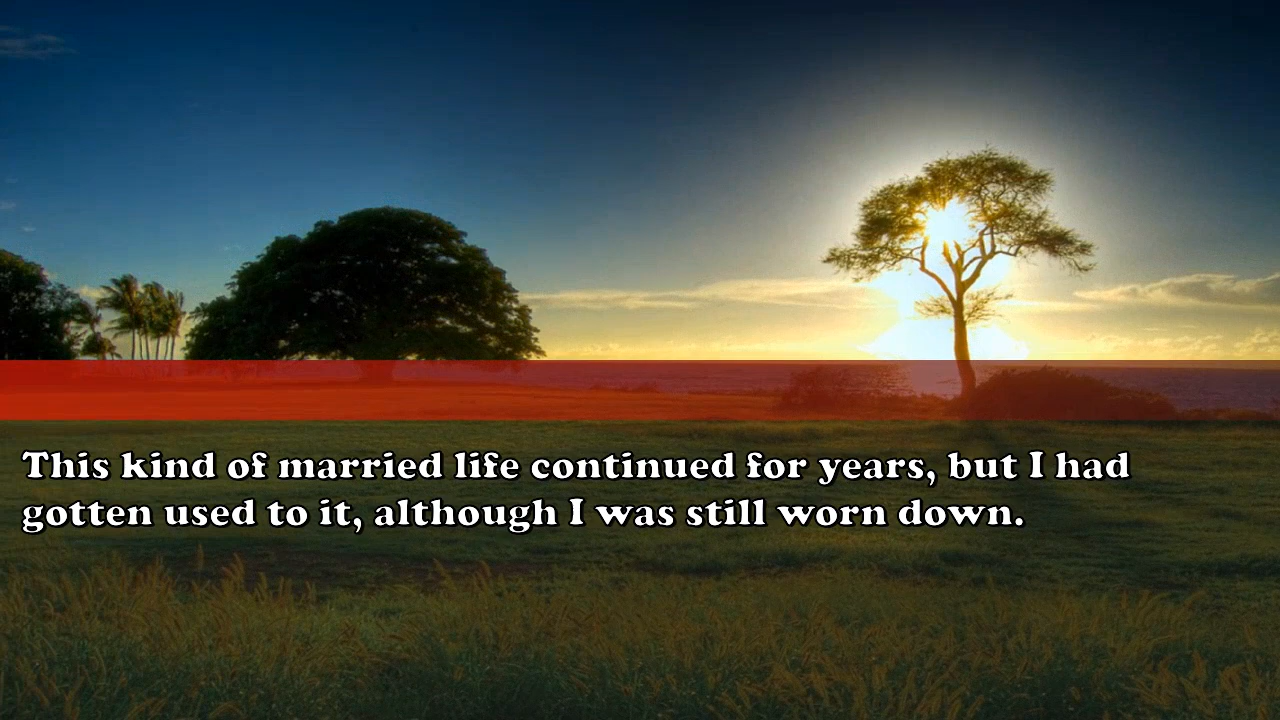 This kind of married life continued for years, but I had
gotten used to it, although I was still worn down.